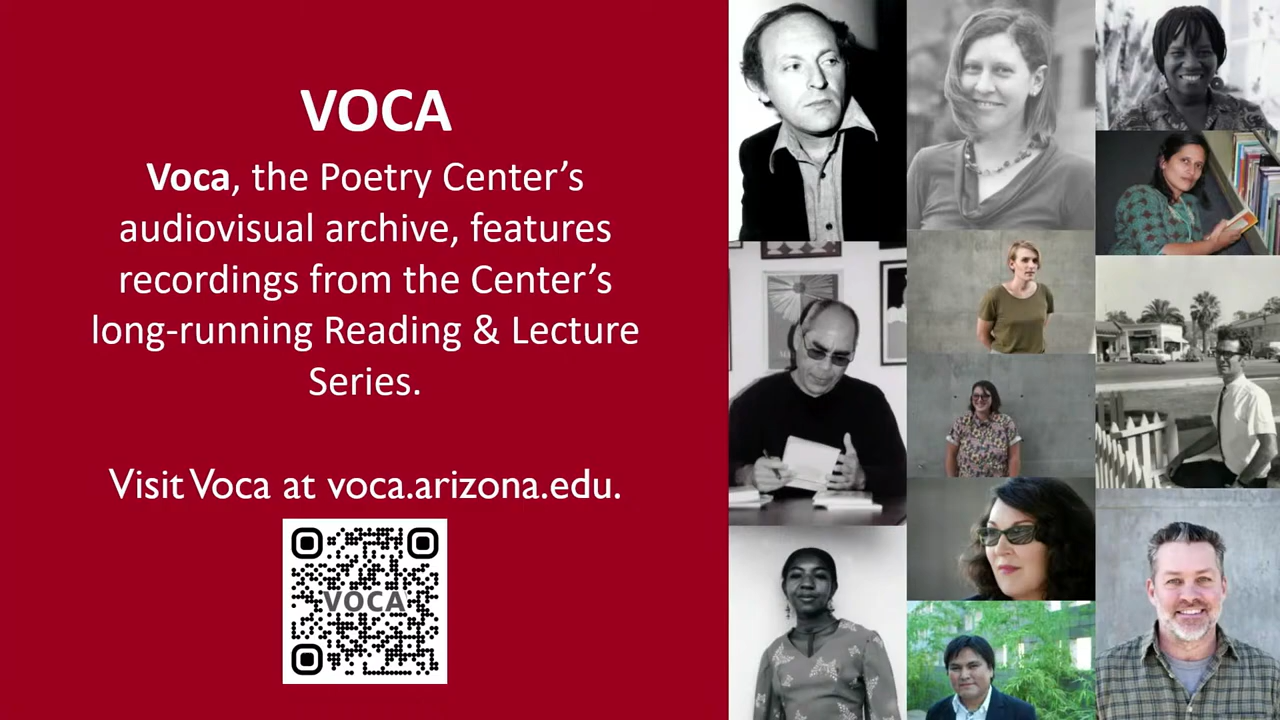 VOCA
Voca, the Poetry Center’s
audiovisual archive, features
recordings from the Center’s
long-running Reading & Lecture
Series.
Visit Voca at voca.arizona.edu.
VOCA